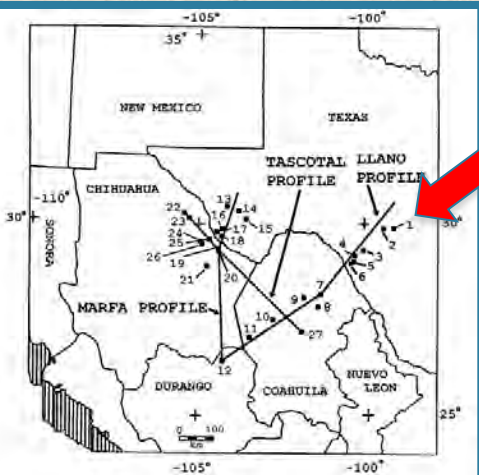 -105° -100°
35°
NEW MEXICO
TEXAS
TASCOTAL LLANO
PROFILE PROFILE
-110°
CHIHUAHUA
30°
30°
SONORA
13
14
15
16
17
18
22
23
24
25
26
19
20
21
1
2
3
4
5
6
7
8
9
10
11
27
12
MARFA PROFILE
DURANGO
COAHUILA
NUEVO
LEON
0 100
km
25°
-105° -100°